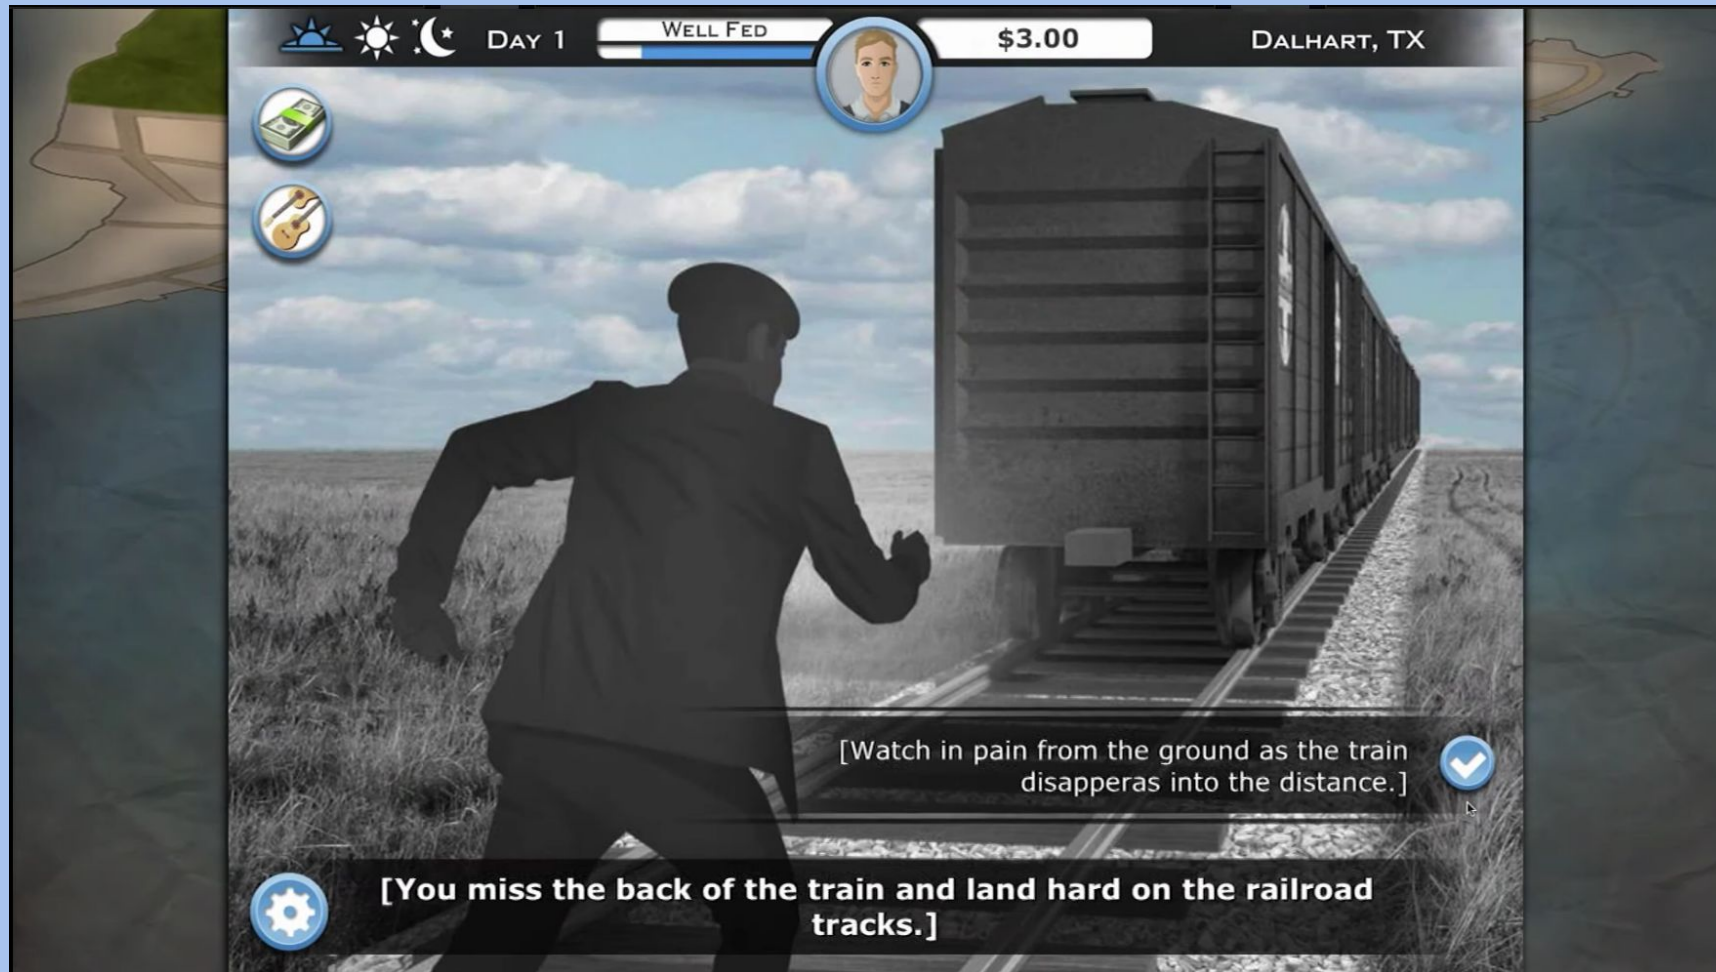 DAY 1
WELL FED
$3.00
DALHART, TX
[Watch in pain from the ground as the train
disapperas into the distance.]
[You miss the back of the train and land hard on the railroad
tracks.]